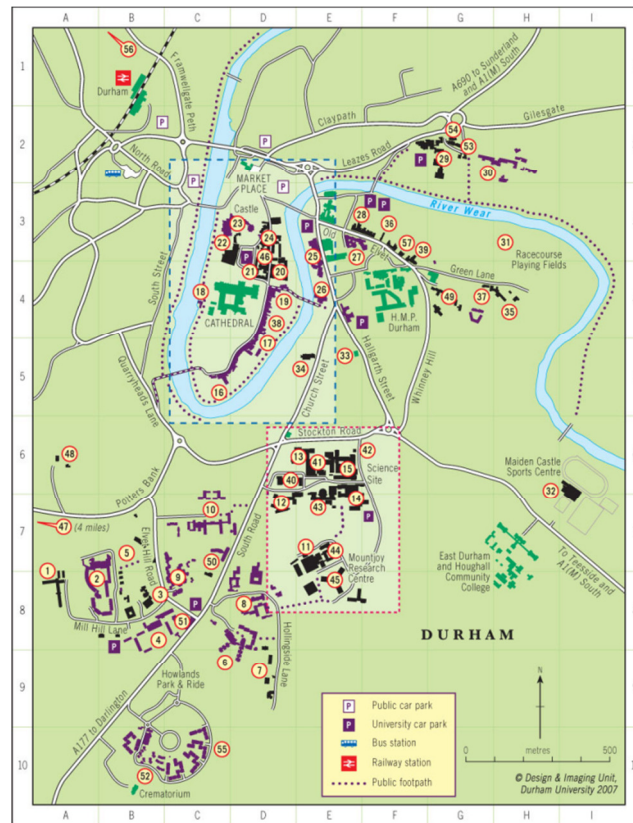 A B C D E F G H I
1
2
3
4
5
6
7
8
9
10
56
Durham
Framwellgate Peth
P
P
P
P
P
North Road
Claypath
A690 to Sunderland
and A1(M) South
Gilesgate
Leazes Road
54
53
P 29
30
MARKET
PLACE
Castle
23
24
22
P
46
21
20
P
25
Old
Elvet
28
P P
36
27
57
39
River Wear
31
Racecourse
Playing Fields
Green Lane
South Street
18
CATHEDRAL
19
26
38
17
H.M.P.
Durham
49
37
35
P
34
33
16
Church Street
Hallgarth Street
Whinney Hill
Quarryheads Lane
Stockton Road
48
Potters Bank
47 (4 miles)
13
41
15
42
Science
Site
40
12
43
14
P
Maiden Castle
Sports Centre
32
10
South Road
5
Elvet Hill Road
1
2
50
9
3
11
44
Mountjoy
Research
Centre
45
East Durham
and Houghall
Community
College
To Teesside and
A1(M) South
Mill Hill Lane
P
P
51
4
8
6
7
Hollingside Lane
DURHAM
Howlands
Park & Ride
A177 to Darlington
55
52
Crematorium
P Public car park
P University car park
Bus station
Railway station
Public footpath
N
0 metres 500
© Design & Imaging Unit,
Durham University 2007